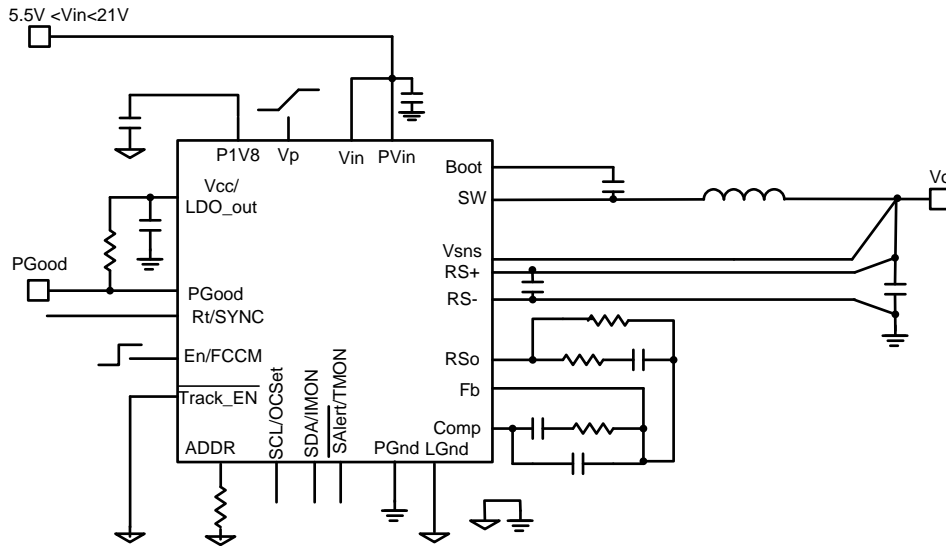 5.5V <Vin<21V
P1V8
Vp
Vin
PVin
Boot
Vcc/
LDO_out
SW
Vo
Vsns
PGood
RS+
PGood
RS-
Rt/SYNC
En/FCCM
RSo
Track_EN
Fb
Comp
ADDR
SCL/OCSet
SDA/IMON
SAlert/TMON
PGnd
LGnd